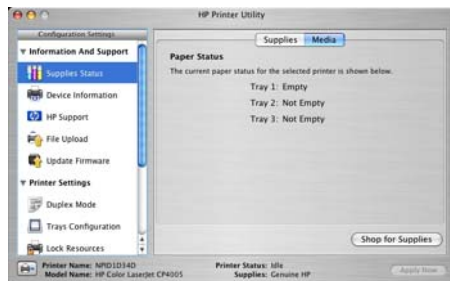 HP Printer Utility
Configuration Settings
Information And Support
Supplies Status
Device Information
HP Support
File Upload
Update Firmware
Printer Settings
Duplex Mode
Trays Configuration
Lock Resources
Supplies Media
Paper Status
The current paper status for the selected printer is shown below.
Tray 1: Empty
Tray 2: Not Empty
Tray 3: Not Empty
Shop for Supplies
Printer Name: NPID1D34D
Model Name: HP Color LaserJet CP4005
Printer Status: Idle
Supplies: Genuine HP
Apply Now